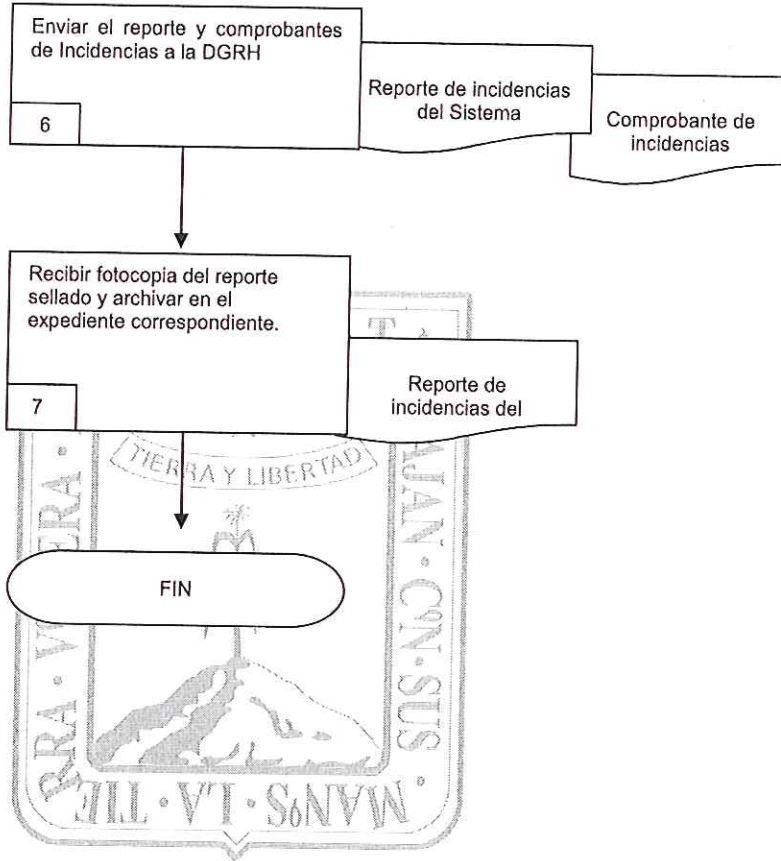 Enviar el reporte y comprobantes
de Incidencias a la DGRH
6
Reporte de incidencias
del Sistema
Comprobante de
incidencias
Recibir fotocopia del reporte
sellado y archivar en el
expediente correspondiente.
7
Reporte de
incidencias del
TIERRA Y LIBERTAD
FIN